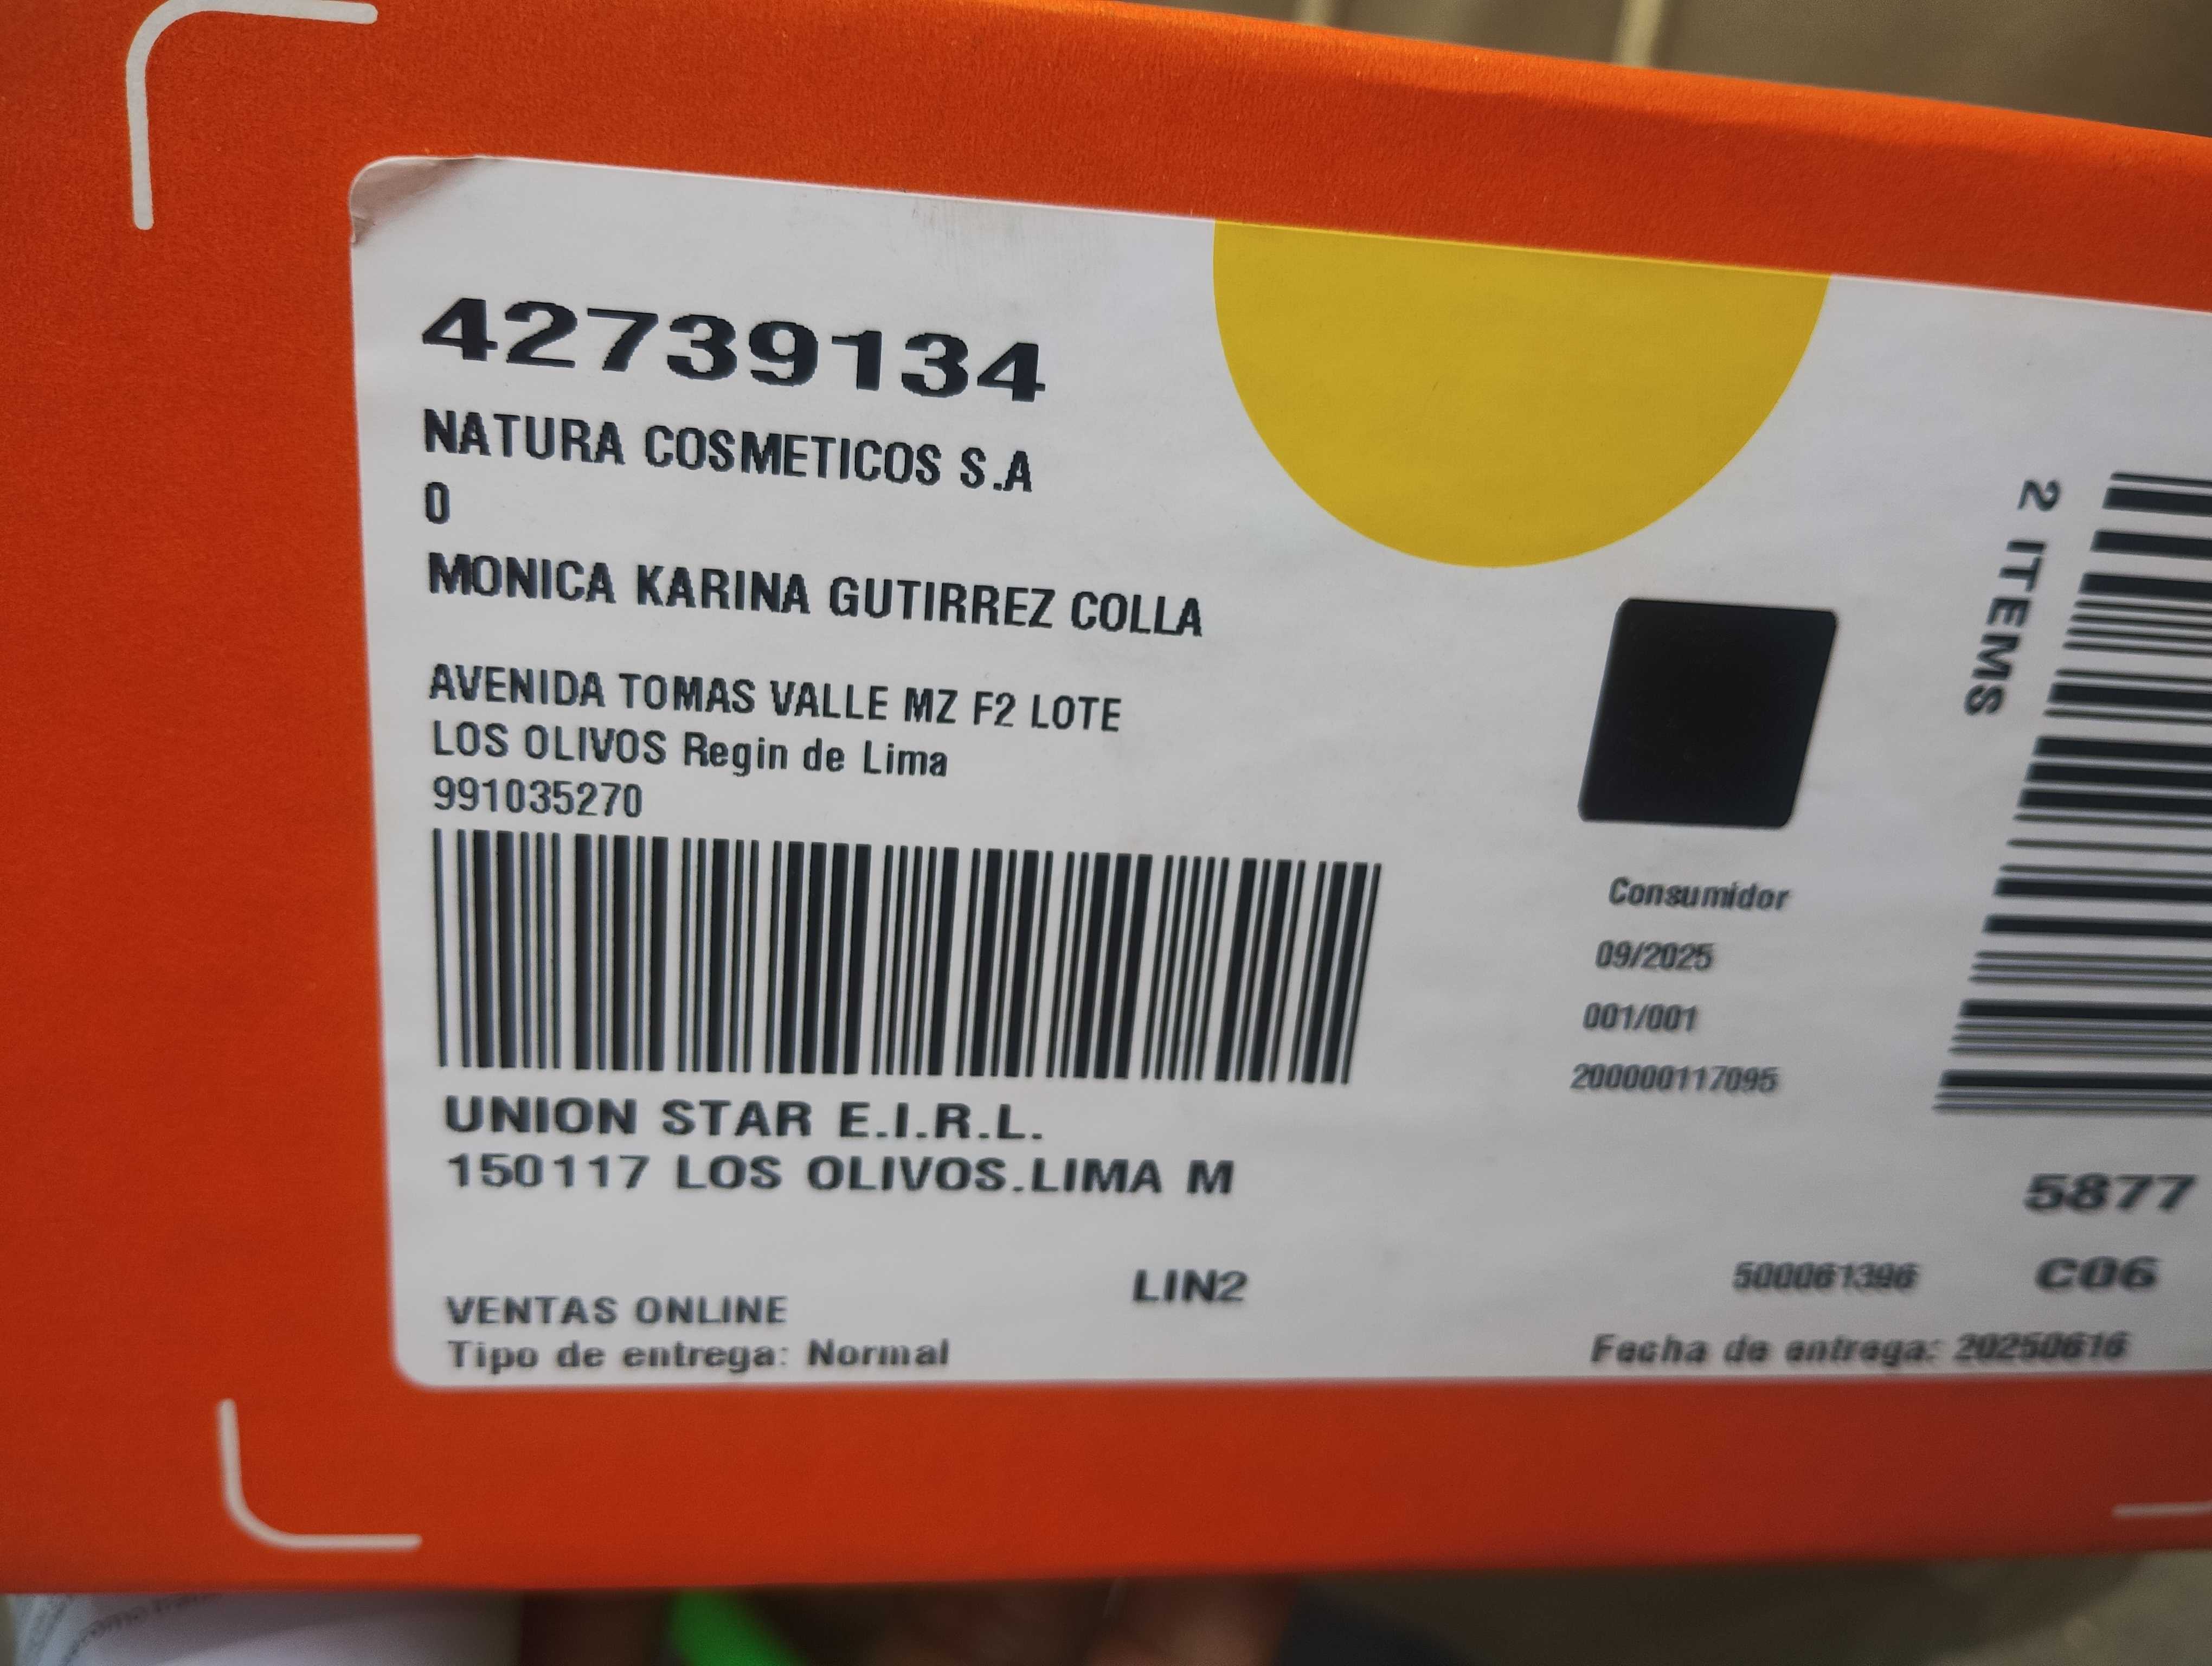 42739134
NATURA COSMETICOS S.A
0
MONICA KARINA GUTIRREZ COLLA
AVENIDA TOMAS VALLE MZ F2 LOTE
LOS OLIVOS Regin de Lima
991035270
UNION STAR E.I.R.L.
150117 LOS OLIVOS.LIMA M
VENTAS ONLINE
Tipo de entrega: Normal
LIN2
Consumidor
09/2025
001/001
200000117095
2 ITEMS
5877
500061396
C06
Fecha de entrega: 20250616